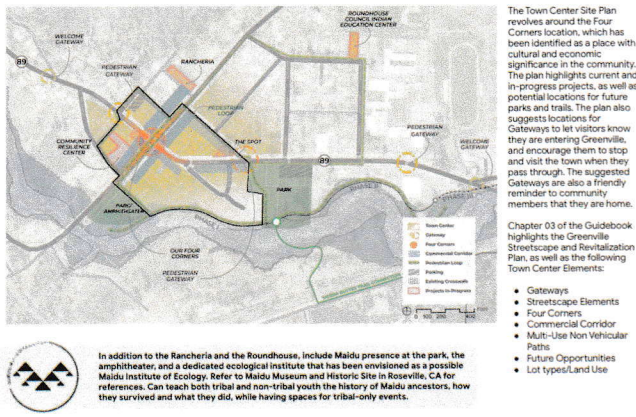 WELCOME
GATEWAY
89
PEDESTRIAN
GATEWAY
RANCHERIA
ROUNDHOUSE
COUNCIL INDIAN
EDUCATION CENTER
PEDESTRIAN
LOOP
COMMUNITY
RESILIENCE
CENTER
THE SPOT
89
PEDESTRIAN
GATEWAY
WELCOME
GATEWAY
PARK
PARK/
AMPHITHEATER
PHASE
PHASE II
PHASE III
OUR FOUR
CORNERS
PEDESTRIAN
GATEWAY
Town Center
Gateway
Four Corners
Commercial Corridor
Pedestrian Loop
Parking
Existing Crosswalk
Projects In Progress
0 100 200 400 Feet
The Town Center Site Plan
revolves around the Four
Corners location, which has
been identified as a place with
cultural and economic
significance in the community.
The plan highlights current and
in-progress projects, as well as
potential locations for future
parks and trails. The plan also
suggests locations for
Gateways to let visitors know
they are entering Greenville,
and encourage them to stop
and visit the town when they
pass through. The suggested
Gateways are also a friendly
reminder to community
members that they are home.
Chapter 03 of the Guidebook
highlights the Greenville
Streetscape and Revitalization
Plan, as well as the following
Town Center Elements:
• Gateways
• Streetscape Elements
• Four Corners
• Commercial Corridor
• Multi-Use Non Vehicular
Paths
• Future Opportunities
• Lot types/Land Use
In addition to the Rancheria and the Roundhouse, include Maidu presence at the park, the
amphitheater, and a dedicated ecological institute that has been envisioned as a possible
Maidu Institute of Ecology. Refer to Maidu Museum and Historic Site in Roseville, CA for
references. Can teach both tribal and non-tribal youth the history of Maidu ancestors, how
they survived and what they did, while having spaces for tribal-only events.